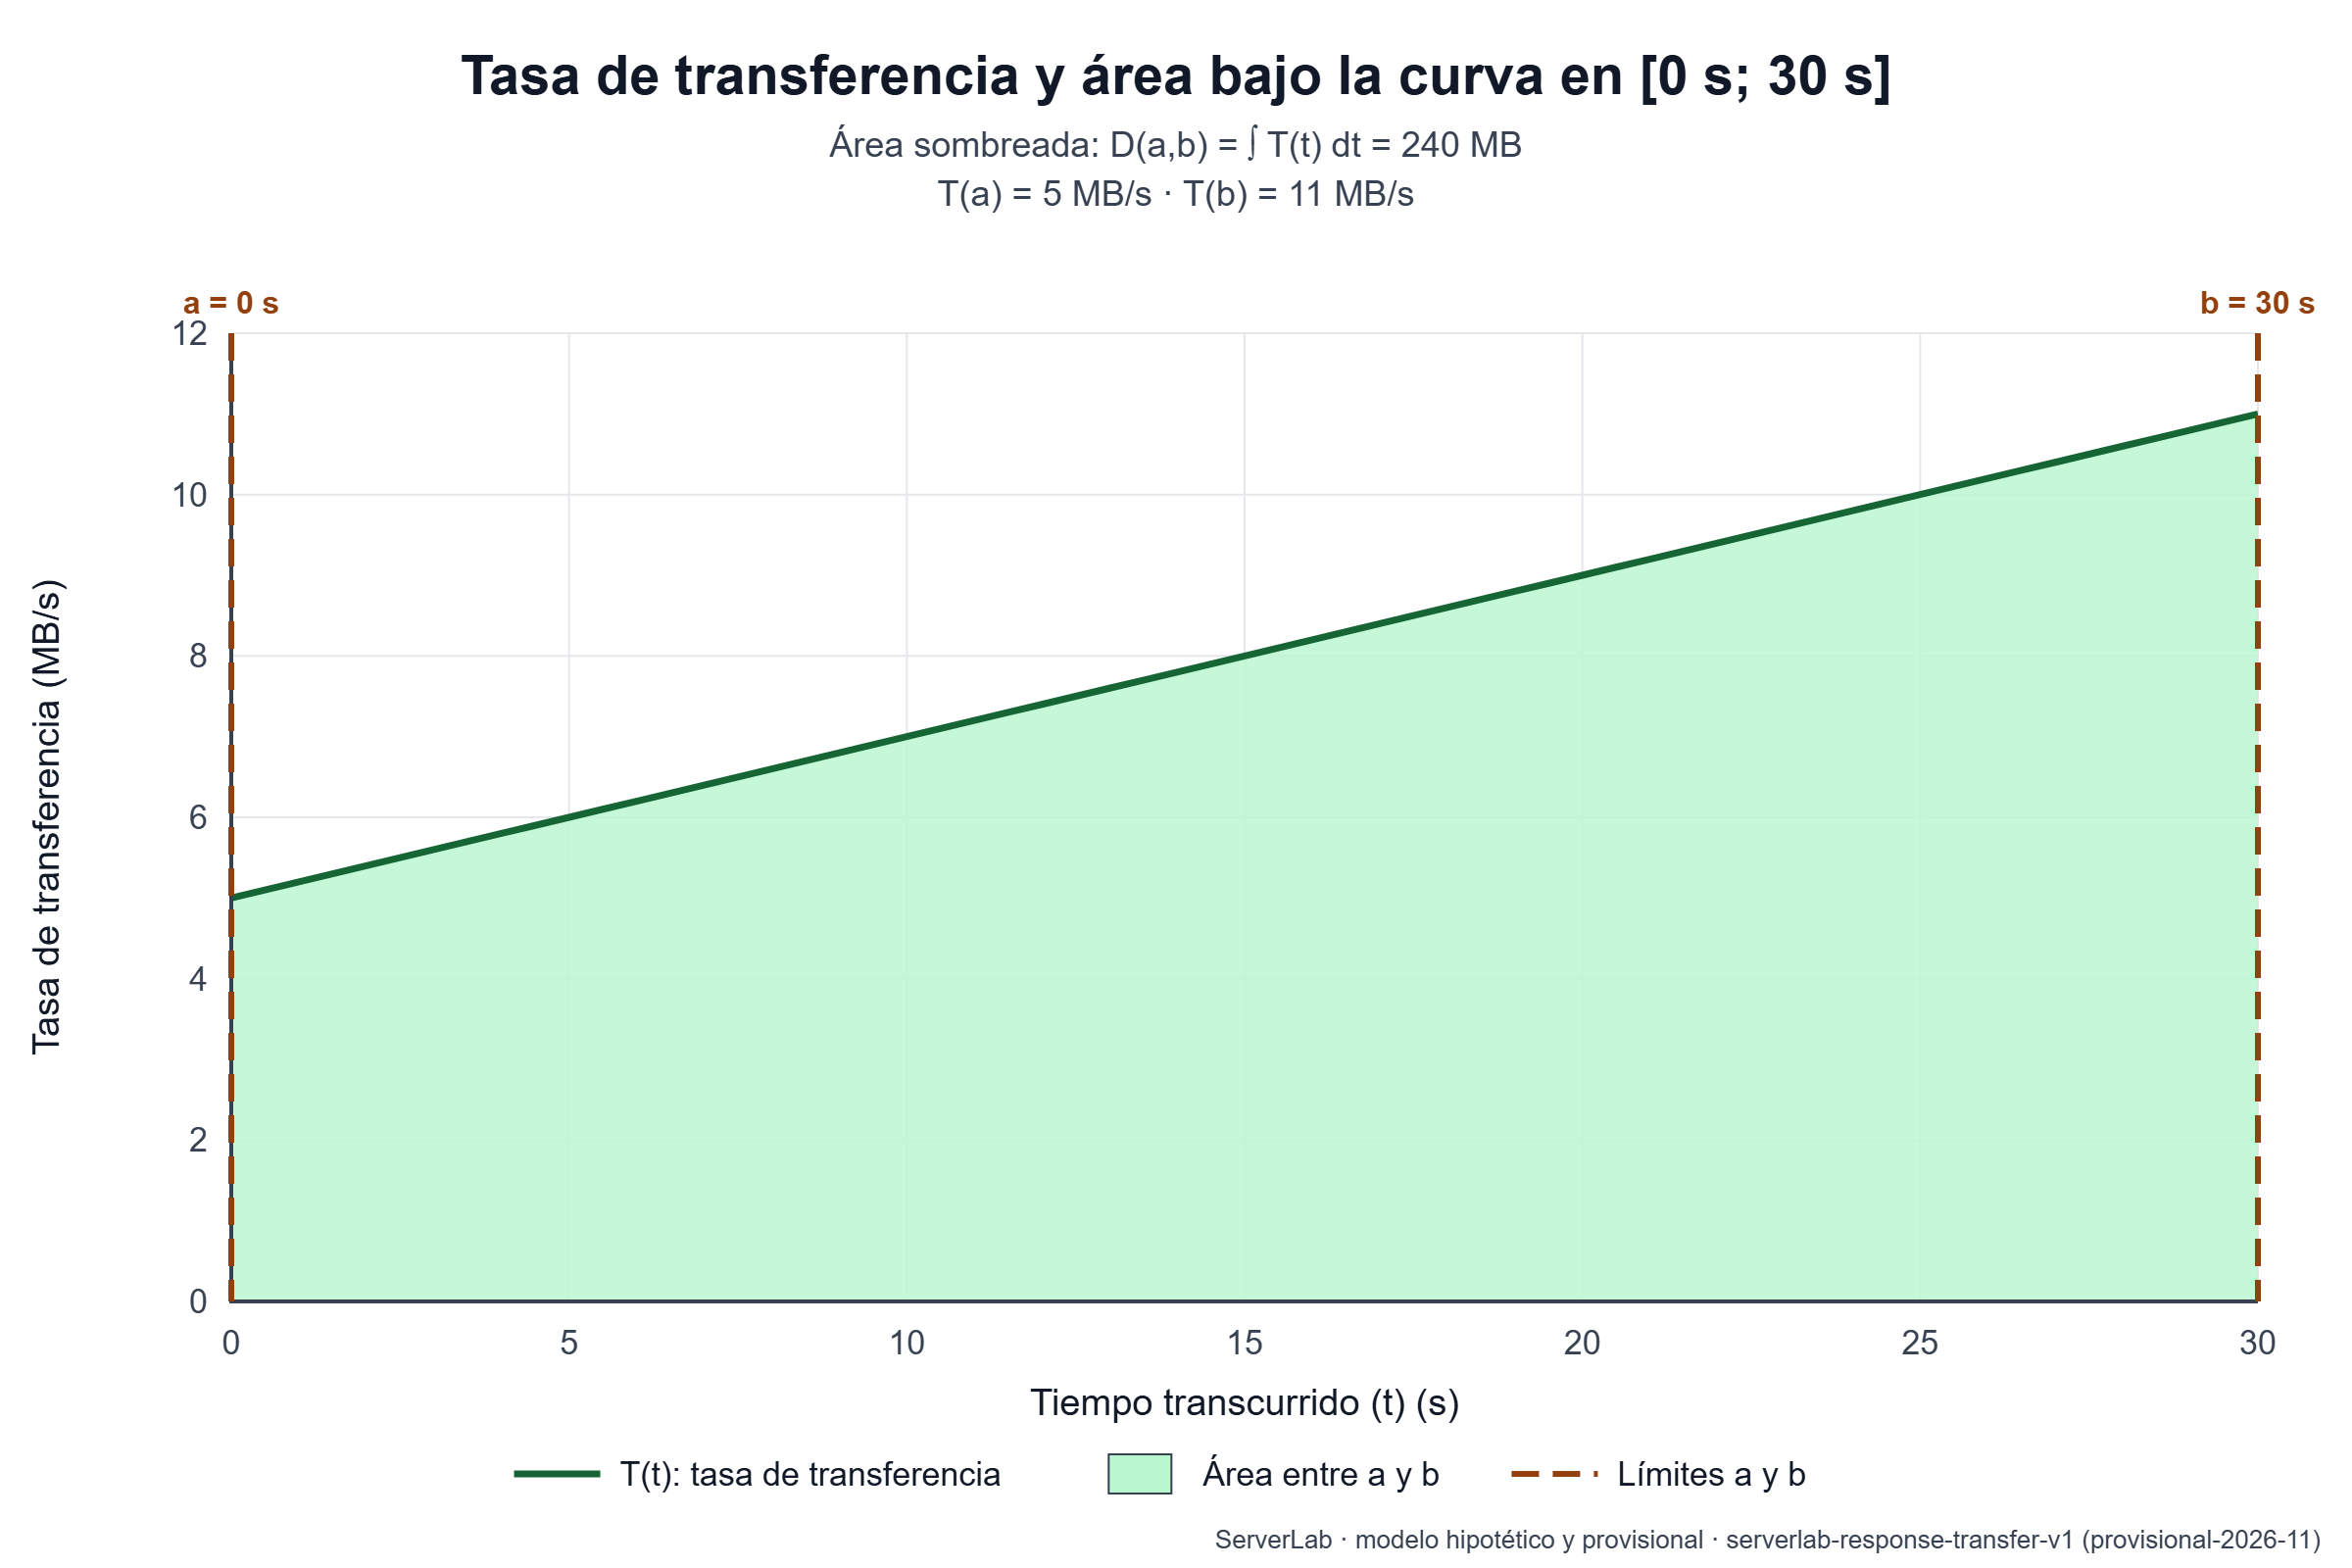 Tasa de transferencia y área bajo la curva en [0 s; 30 s]
Área sombreada: D(a,b) = ∫ T(t) dt = 240 MB
T(a) = 5 MB/s · T(b) = 11 MB/s
a = 0 s
b = 30 s
12
10
8
6
4
2
0
Tasa de transferencia (MB/s)
0 5 10 15 20 25 30
Tiempo transcurrido (t) (s)
T(t): tasa de transferencia
Área entre a y b
Límites a y b
ServerLab · modelo hipotético y provisional · serverlab-response-transfer-v1 (provisional-2026-11)